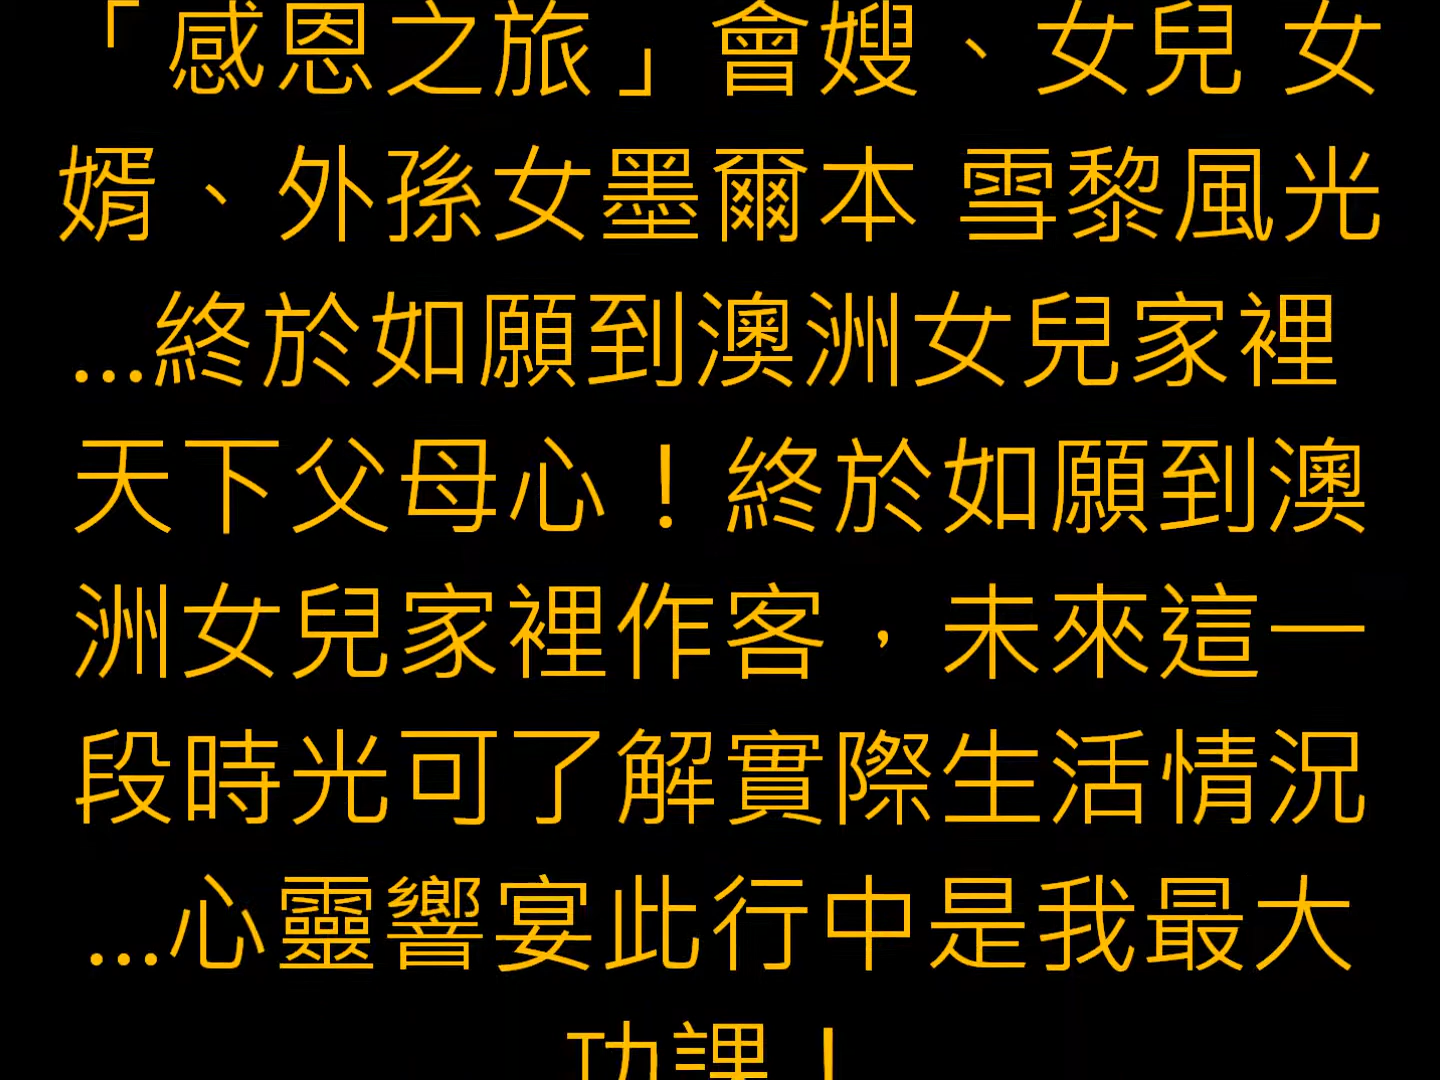 「感恩之旅」會嫂、女兒 女
婿、外孫女墨爾本 雪黎風光
...終於如願到澳洲女兒家裡
天下父母心！終於如願到澳
洲女兒家裡作客，未來這一
段時光可了解實際生活情況
...心靈響宴此行中是我最大
功課！